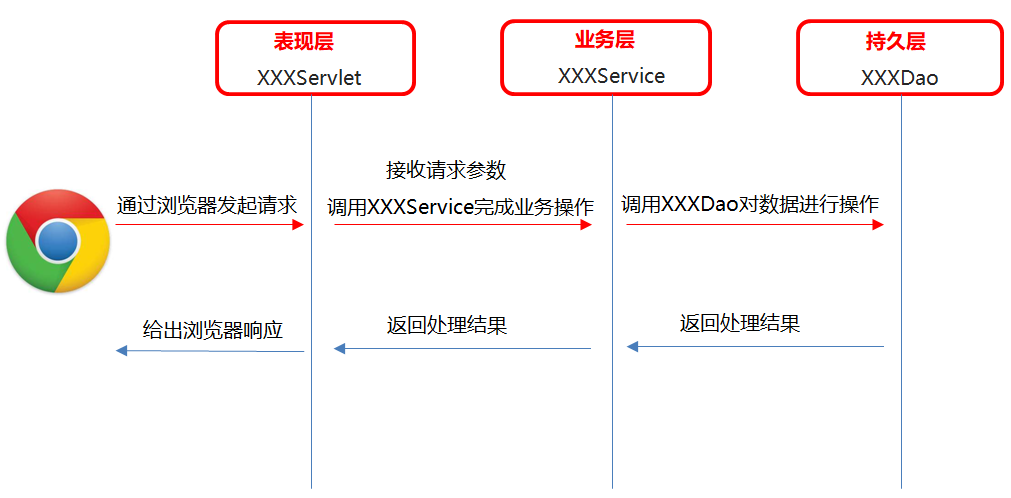 表现层
XXXServlet
业务层
XXXService
持久层
XXXDao
通过浏览器发起请求
接收请求参数
调用XXXService完成业务操作
调用XXXDao对数据进行操作
给出浏览器响应
返回处理结果
返回处理结果